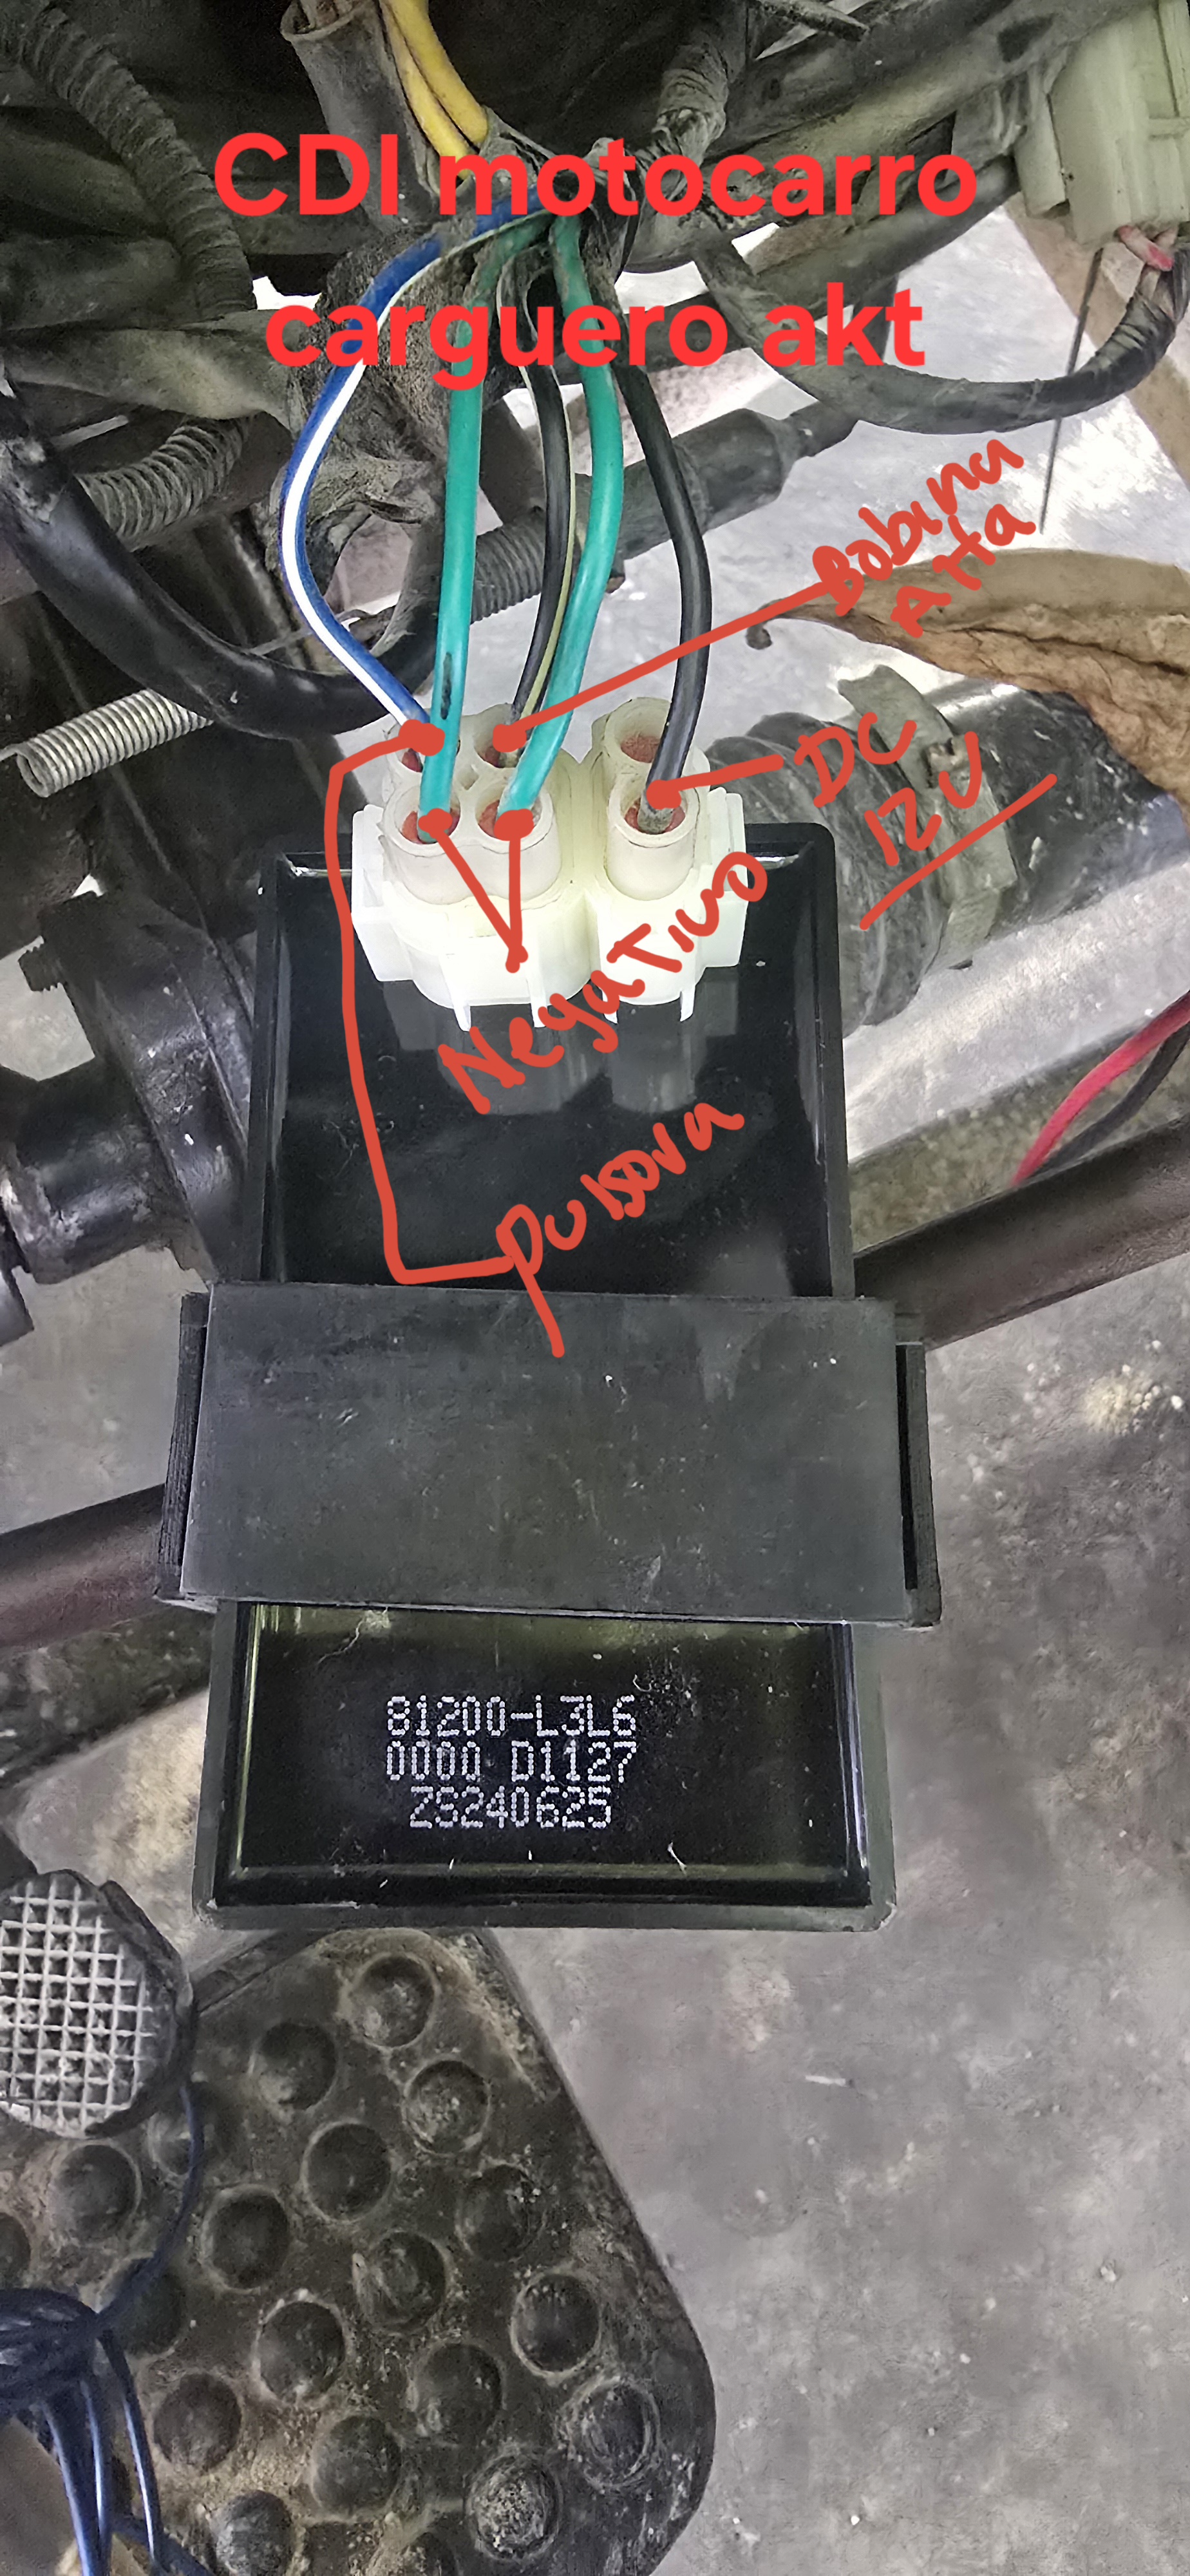 CDI motocarro
carguero akt
Bobina
Alta
DC
12V
Negativo
pulsora
81200-L3L6
0000 D1127
ZS240625